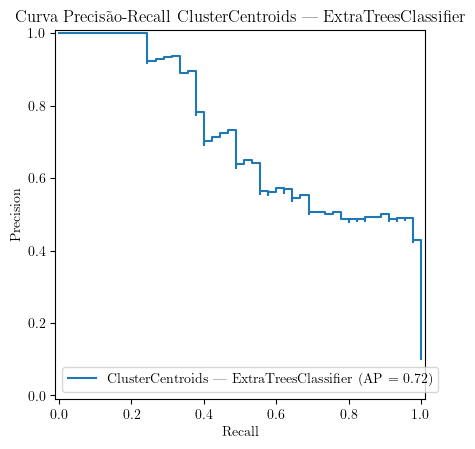 Curva Precisão-Recall ClusterCentroids — ExtraTreesClassifier
1.0
0.8
0.6
0.4
0.2
0.0
Precision
ClusterCentroids — ExtraTreesClassifier (AP = 0.72)
0.0 0.2 0.4 0.6 0.8 1.0
Recall